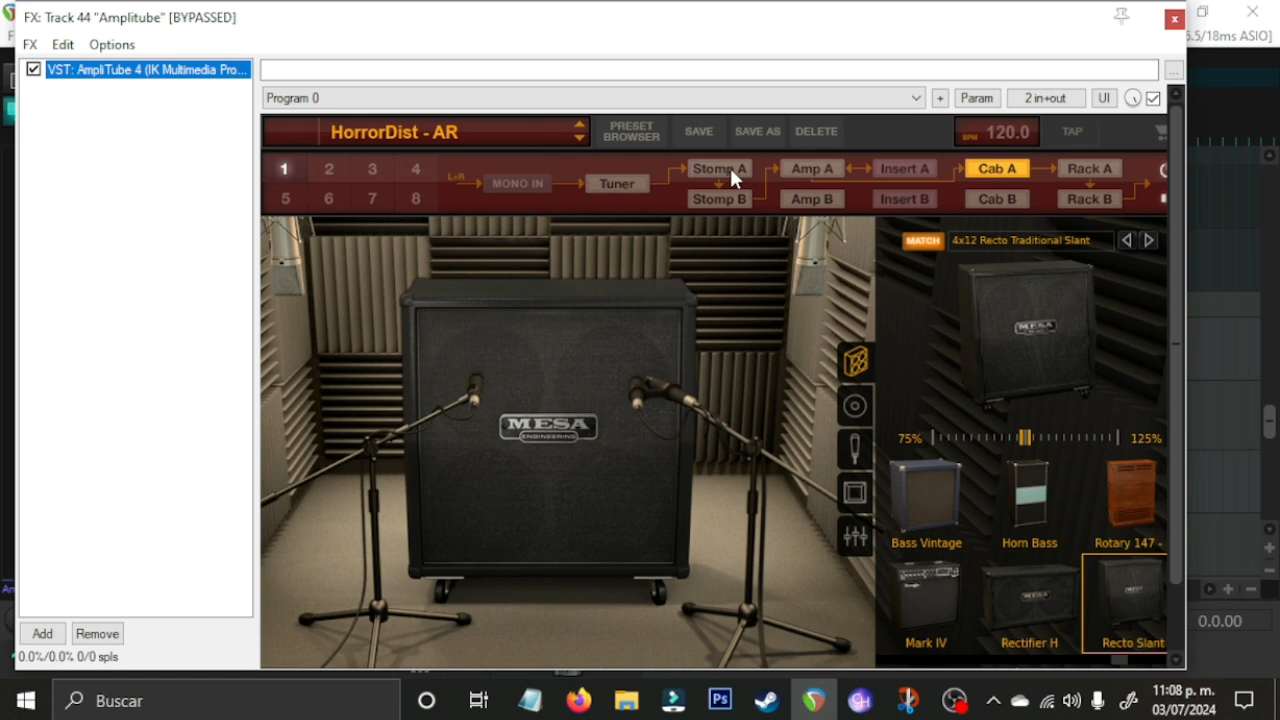 FX: Track 44 "Amplitube" [BYPASSED]
5.5/18ms ASIO]
FX Edit Options
VST: AmpliTube 4 (IK Multimedia Pro...
...
Program 0
+ Param 2 in+out UI
HorrorDist - AR
PRESET BROWSER SAVE SAVE AS DELETE
BPM 120.0 TAP
1 2 3 4
5 6 7 8
L+R MONO IN Tuner
Stomp A Amp A Insert A Cab A Rack A
Stomp B Amp B Insert B Cab B Rack B
MATCH 4x12 Recto Traditional Slant
MESA
ENGINEERING
MESA
75% 125%
Bass Vintage Horn Bass Rotary 147 -
Mark IV Rectifier H Recto Slant
Add Remove
0.0%/0.0% 0/0 spls
0.0.00
Buscar
Ps
11:08 p. m.
03/07/2024